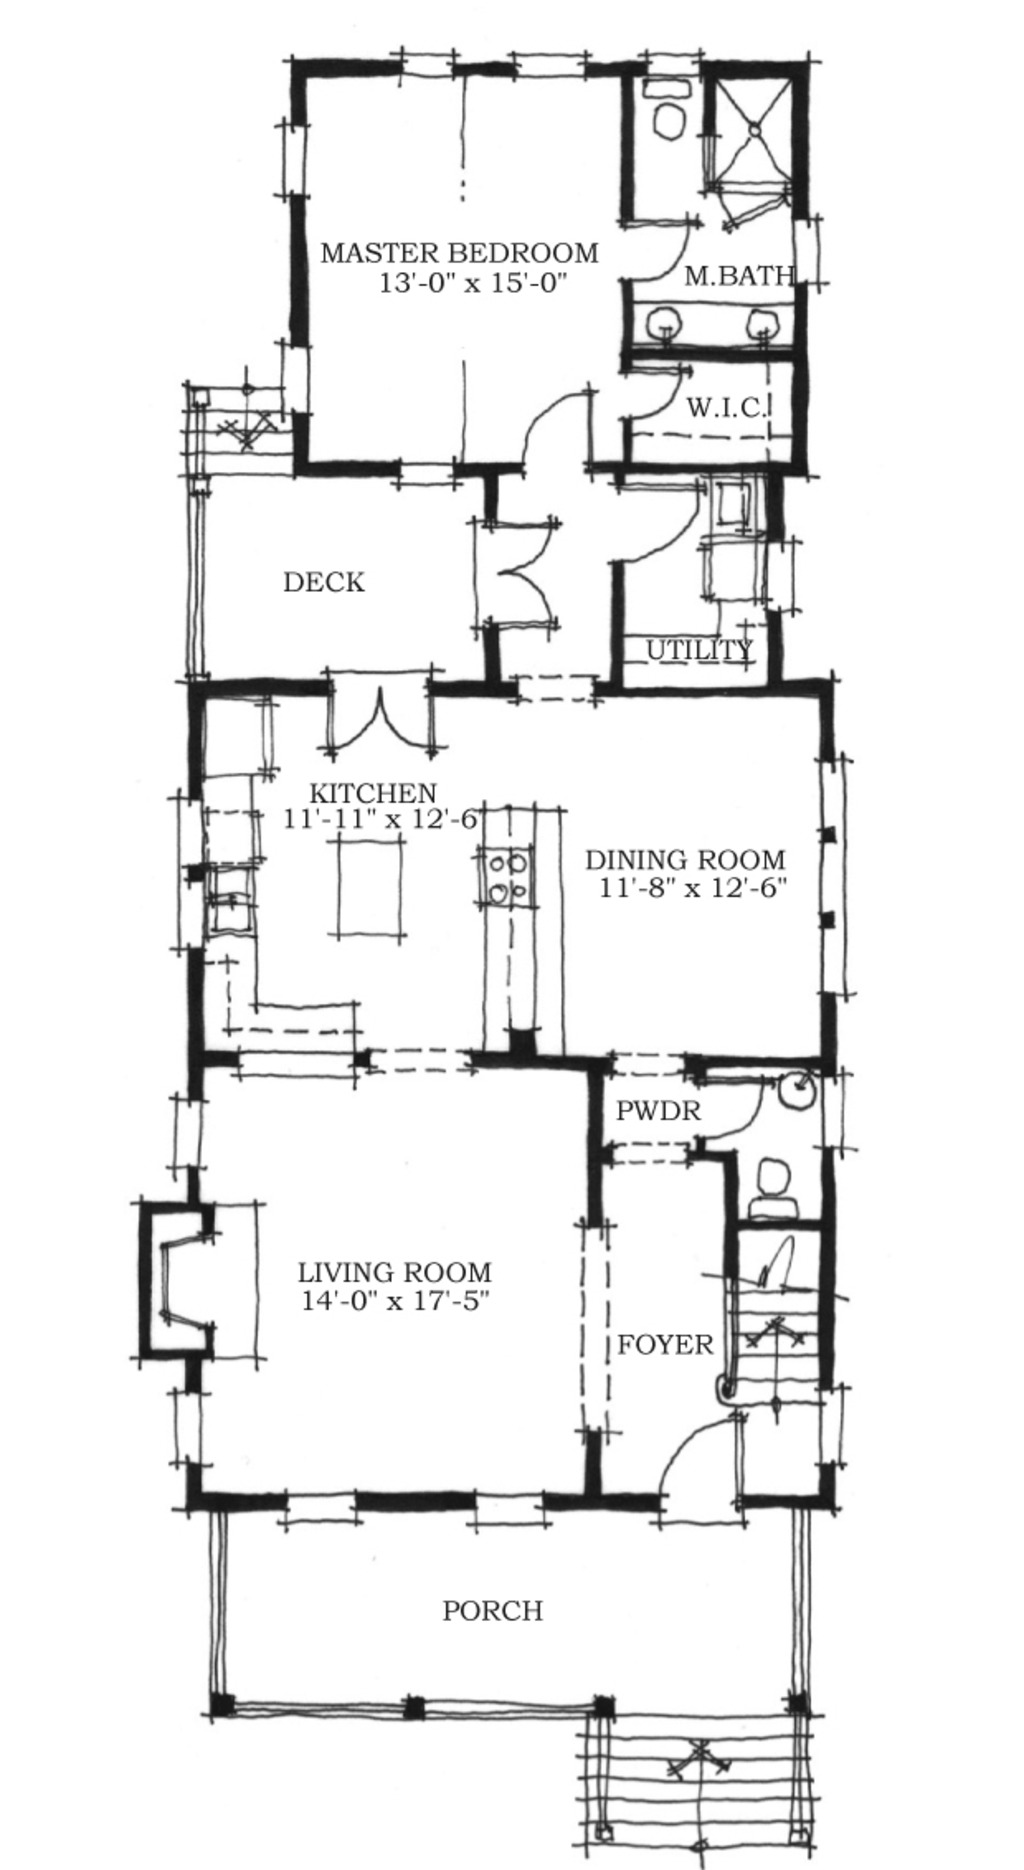 MASTER BEDROOM
13'-0" x 15'-0"
M.BATH
W.I.C.
DECK
UTILITY
KITCHEN
11'-11" x 12'-6
DINING ROOM
11'-8" x 12'-6"
PWDR
LIVING ROOM
14'-0" x 17'-5"
FOYER
PORCH